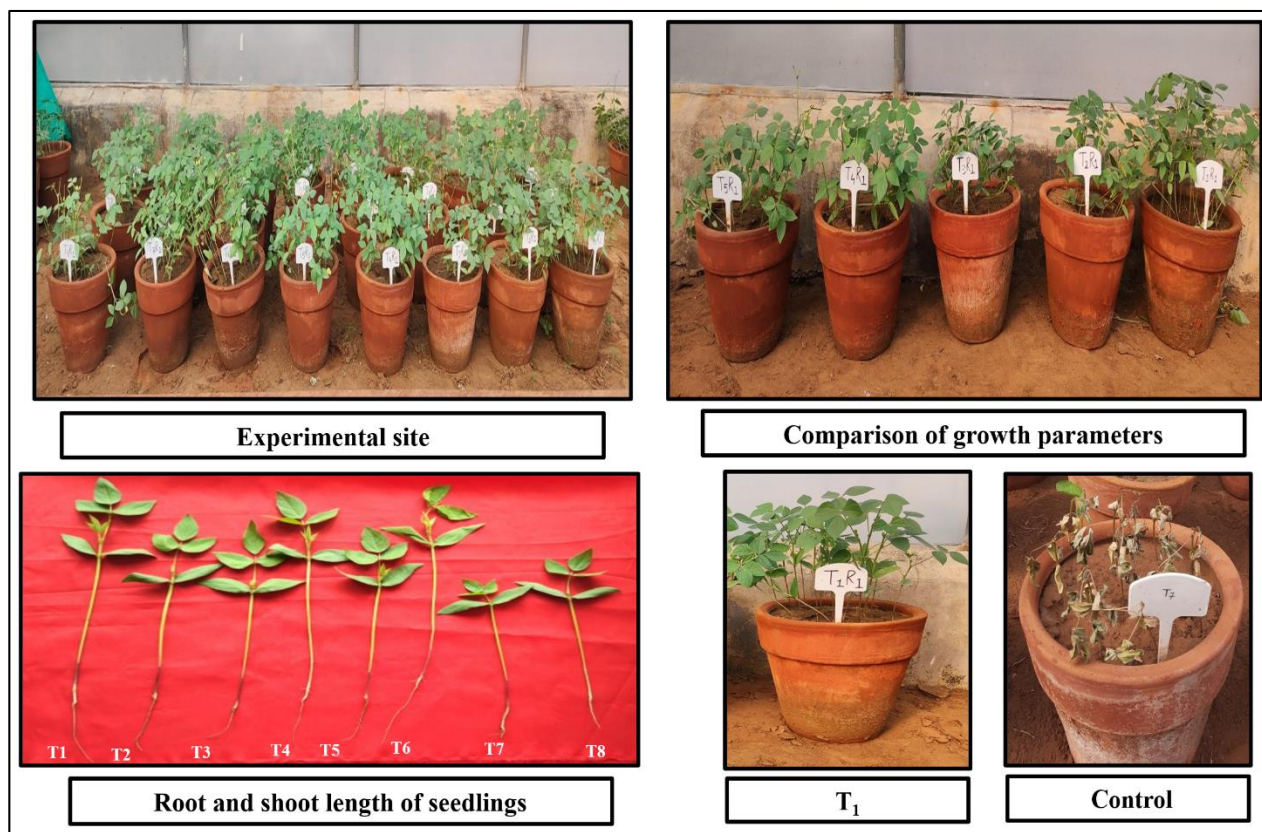 T5R1
T4R1
T3R1
T2R1
Experimental site
Comparison of growth parameters
T1 T2 T3 T4 T5 T6 T7 T8
T1R1
T7
Root and shoot length of seedlings
T1
Control